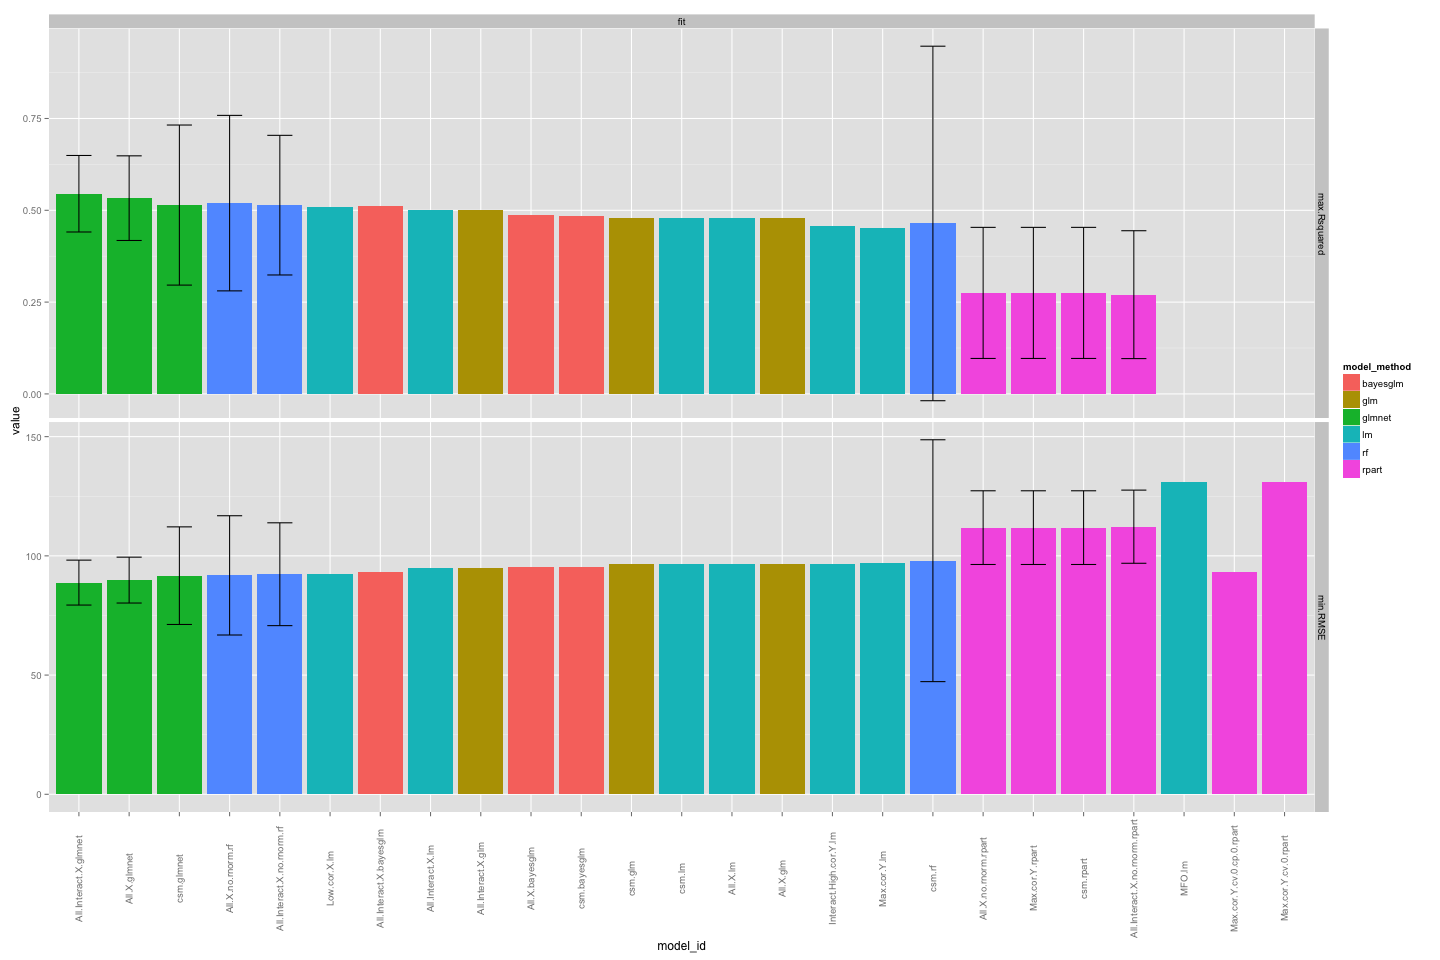 fit
0.75
0.50
0.25
0.00
max.Rsquared
150
100
50
0
min.RMSE
value
All.Interact.X.glmnet
All.X.glmnet
csm.glmnet
All.X.no.rnorm.rf
All.Interact.X.no.rnorm.rf
Low.cor.X.lm
All.Interact.X.bayesglm
All.Interact.X.lm
All.Interact.X.glm
All.X.bayesglm
csm.bayesglm
csm.glm
csm.lm
All.X.lm
All.X.glm
Interact.High.cor.Y.lm
Max.cor.Y.lm
csm.rf
All.X.no.rnorm.rpart
Max.cor.Y.rpart
csm.rpart
All.Interact.X.no.rnorm.rpart
MFO.lm
Max.cor.Y.cv.0.cp.0.rpart
Max.cor.Y.cv.0.rpart
model_id
model_method
bayesglm
glm
glmnet
lm
rf
rpart